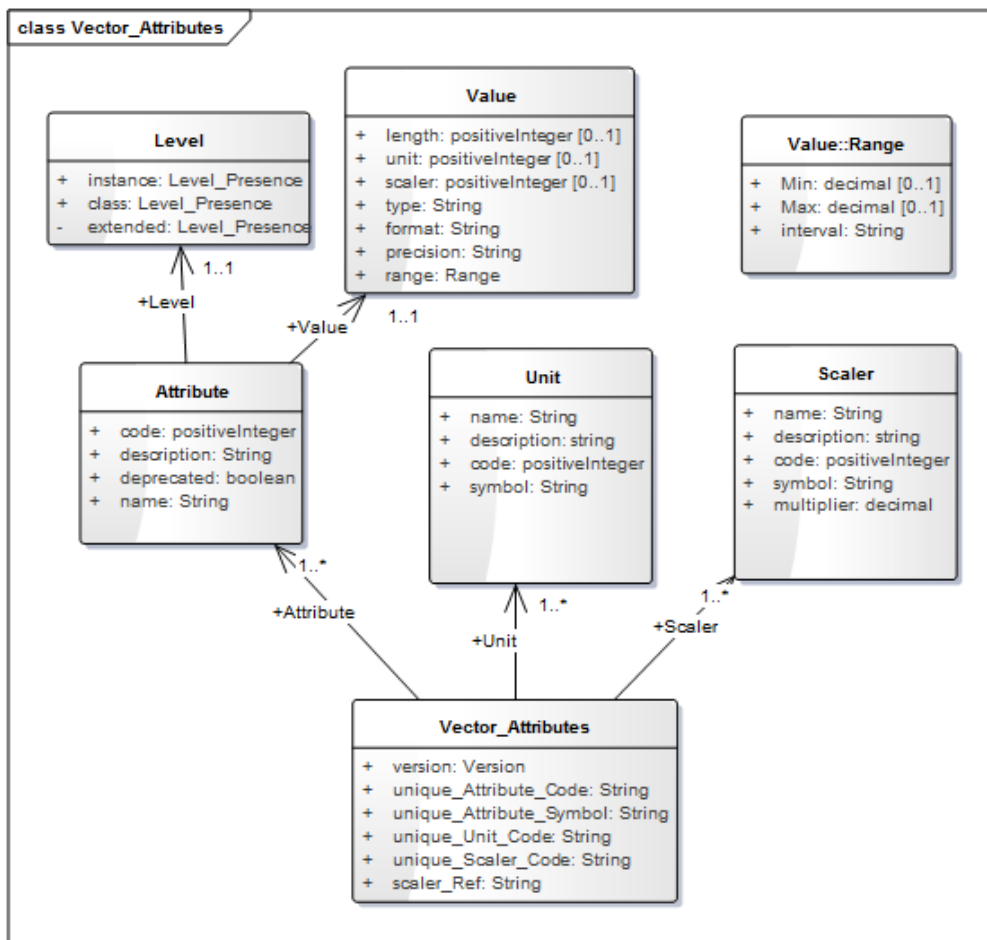 class Vector_Attributes
Level
+ instance: Level_Presence
+ class: Level_Presence
- extended: Level_Presence
Value
+ length: positiveInteger [0..1]
+ unit: positiveInteger [0..1]
+ scaler: positiveInteger [0..1]
+ type: String
+ format: String
+ precision: String
+ range: Range
Value::Range
+ Min: decimal [0..1]
+ Max: decimal [0..1]
+ interval: String
1..1
+Level
+Value
1..1
Attribute
+ code: positiveInteger
+ description: String
+ deprecated: boolean
+ name: String
Unit
+ name: String
+ description: string
+ code: positiveInteger
+ symbol: String
Scaler
+ name: String
+ description: string
+ code: positiveInteger
+ symbol: String
+ multiplier: decimal
1..*
+Attribute
1..*
+Unit
1..*
+Scaler
Vector_Attributes
+ version: Version
+ unique_Attribute_Code: String
+ unique_Attribute_Symbol: String
+ unique_Unit_Code: String
+ unique_Scaler_Code: String
+ scaler_Ref: String